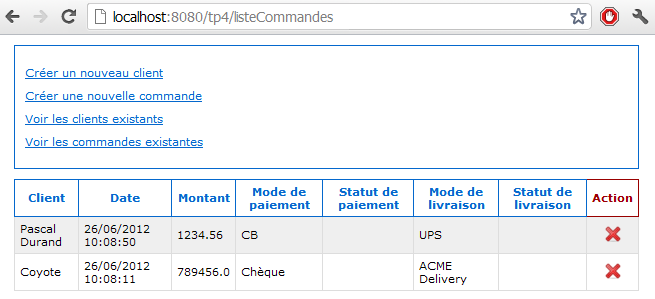 localhost:8080/tp4/listeCommandes
Créer un nouveau client
Créer une nouvelle commande
Voir les clients existants
Voir les commandes existantes
Client Date Montant Mode de paiement Statut de paiement Mode de livraison Statut de livraison Action
Pascal Durand 26/06/2012 10:08:50 1234.56 CB UPS
Coyote 26/06/2012 10:08:11 789456.0 Chèque ACME Delivery